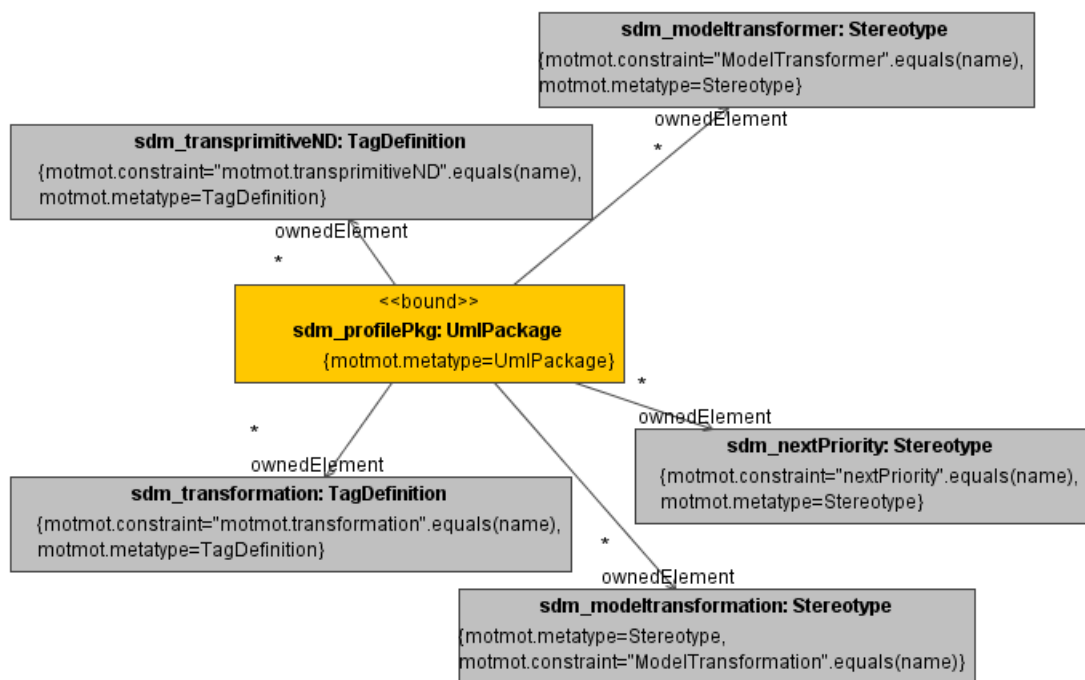 sdm_modeltransformer: Stereotype
{motmot.constraint="ModelTransformer".equals(name),
motmot.metatype=Stereotype}
ownedElement
*
sdm_transprimitiveND: TagDefinition
{motmot.constraint="motmot.transprimitiveND".equals(name),
motmot.metatype=TagDefinition}
ownedElement
*
<<bound>>
sdm_profilePkg: UmlPackage
{motmot.metatype=UmlPackage}
*
ownedElement
sdm_nextPriority: Stereotype
{motmot.constraint="nextPriority".equals(name),
motmot.metatype=Stereotype}
*
ownedElement
sdm_transformation: TagDefinition
{motmot.constraint="motmot.transformation".equals(name),
motmot.metatype=TagDefinition}
*
ownedElement
sdm_modeltransformation: Stereotype
{motmot.metatype=Stereotype,
motmot.constraint="ModelTransformation".equals(name)}